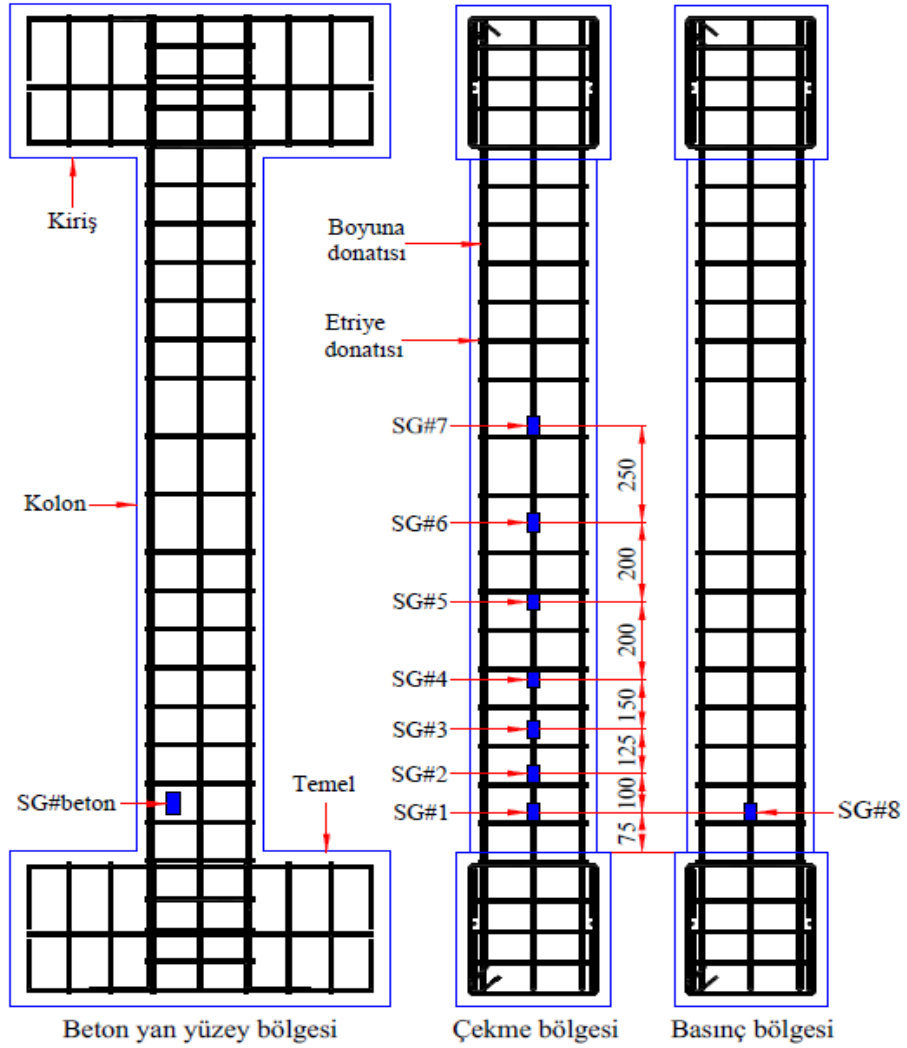 Kiriş
Boyuna
donatısı
Etriye
donatısı
SG#7
250
Kolon
SG#6
200
SG#5
200
SG#4
150
SG#3
125
SG#2
100
SG#1
75
SG#beton
Temel
SG#8
Beton yan yüzey bölgesi
Çekme bölgesi
Basınç bölgesi